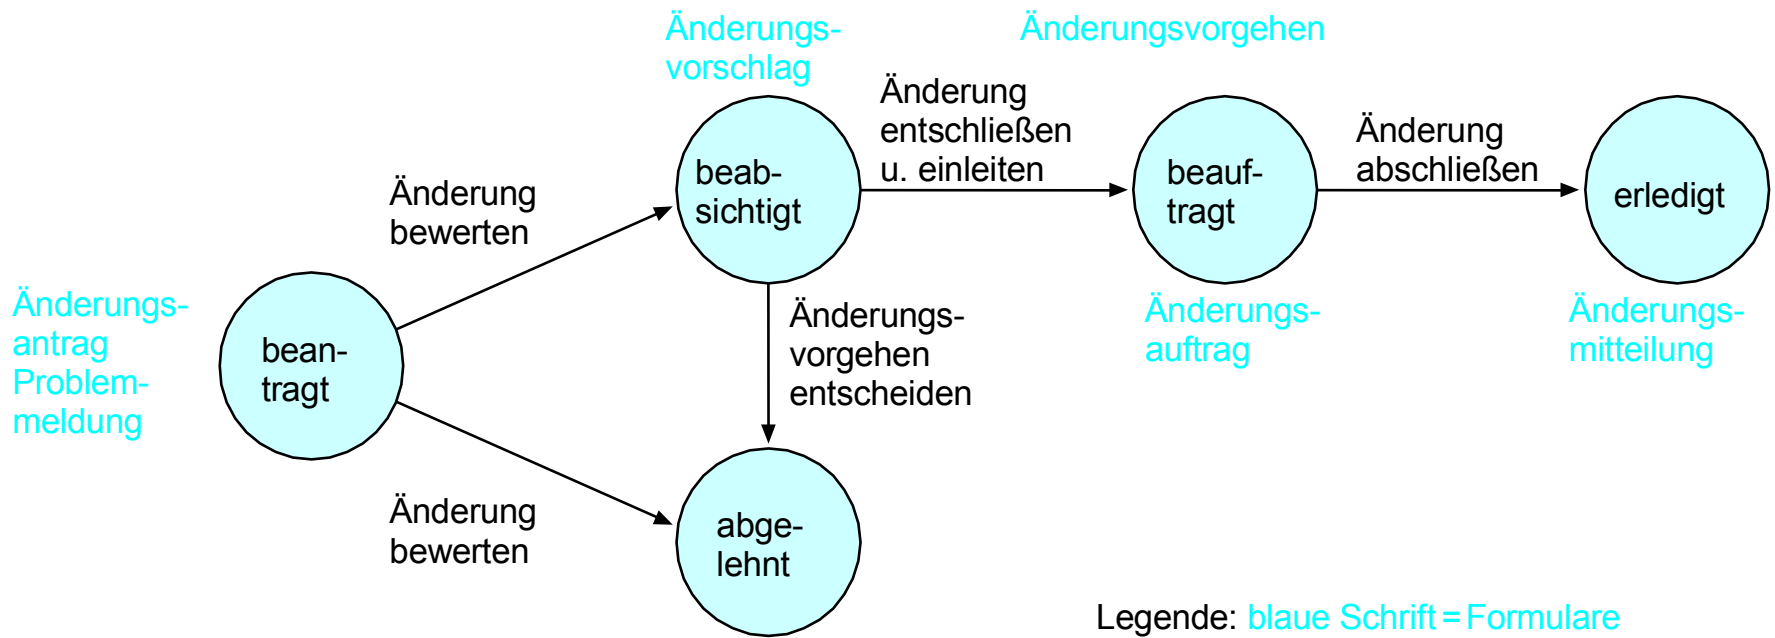 Änderungs-
vorschlag
Änderungsvorgehen
Änderung
entschließen
u. einleiten
Änderung
abschließen
beab-
sichtigt
beauf-
tragt
erledigt
Änderung
bewerten
Änderungs-
antrag
Problem-
meldung
bean-
tragt
Änderungs-
vorgehen
entscheiden
Änderungs-
auftrag
Änderungs-
mitteilung
Änderung
bewerten
abge-
lehnt
Legende: blaue Schrift = Formulare